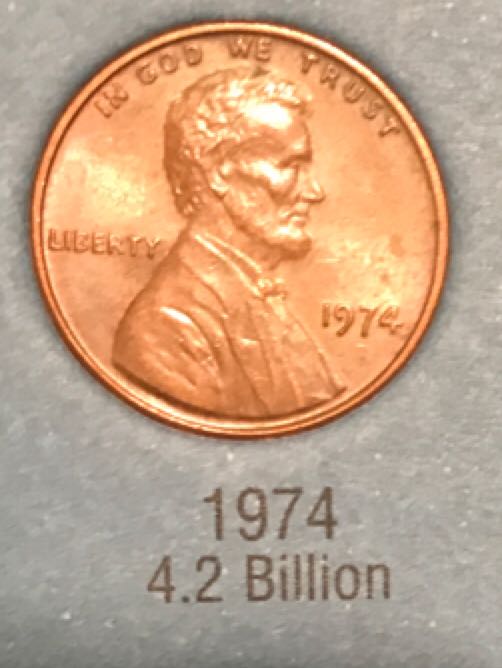 IN GOD WE TRUST
LIBERTY
1974
1974
4.2 Billion